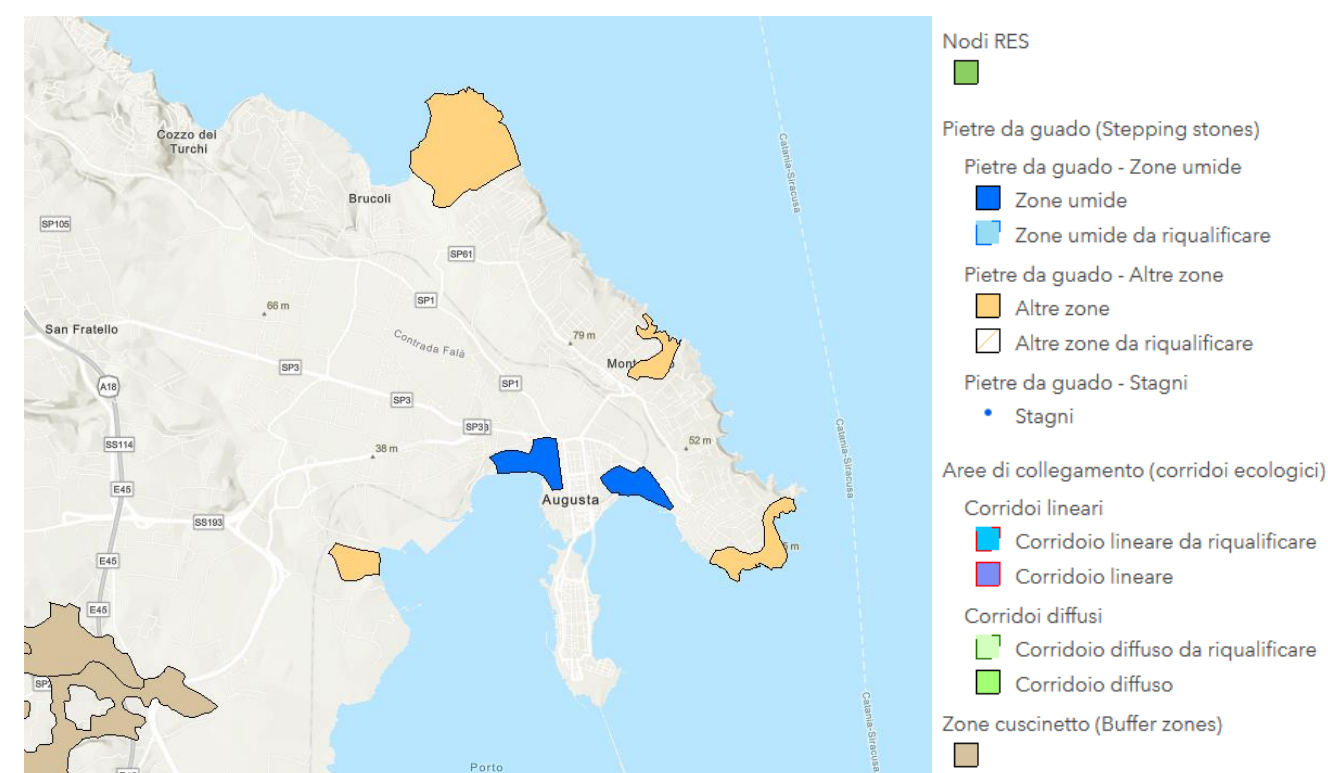 Cozzo dei
Turchi
Brucoli
SP105
SP61
Catania-Siracusa
66 m
SP1
San Fratello
Contrada Falà
79 m
SP3
A18
SP1
SP3
SP33
38 m
52 m
SS114
Catania-Siracusa
E45
Augusta
SS193
E45
E45
Catania-Siracusa
Porto
Nodi RES
Pietre da guado (Stepping stones)
Pietre da guado - Zone umide
Zone umide
Zone umide da riqualificare
Pietre da guado - Altre zone
Altre zone
Altre zone da riqualificare
Pietre da guado - Stagni
Stagni
Aree di collegamento (corridoi ecologici)
Corridoi lineari
Corridoio lineare da riqualificare
Corridoio lineare
Corridoi diffusi
Corridoio diffuso da riqualificare
Corridoio diffuso
Zone cuscinetto (Buffer zones)